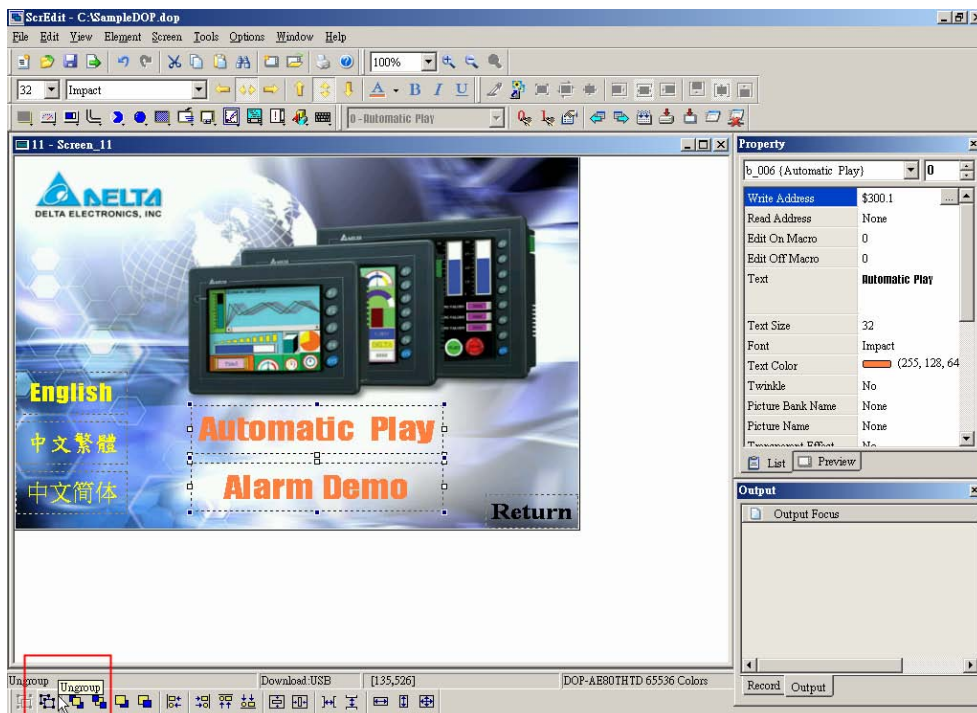 ScrEdit - C:\SampleDOP.dop
File Edit View Element Screen Tools Options Window Help
100%
32 Impact A B I U
0 - Automatic Play
11 - Screen_11
DELTA
DELTA ELECTRONICS, INC
English
中文繁體
中文简体
Automatic Play
Alarm Demo
Return
Property
b_006 {Automatic Play} 0
Write Address $300.1 ...
Read Address None
Edit On Macro 0
Edit Off Macro 0
Text Automatic Play
Text Size 32
Font Impact
Text Color (255, 128, 64
Twinkle No
Picture Bank Name None
Picture Name None
Transparent Effect No
List Preview
Output
Output Focus
Record Output
Ungroup Download:USB [135,526] DOP-AE80THTD 65536 Colors
Ungroup